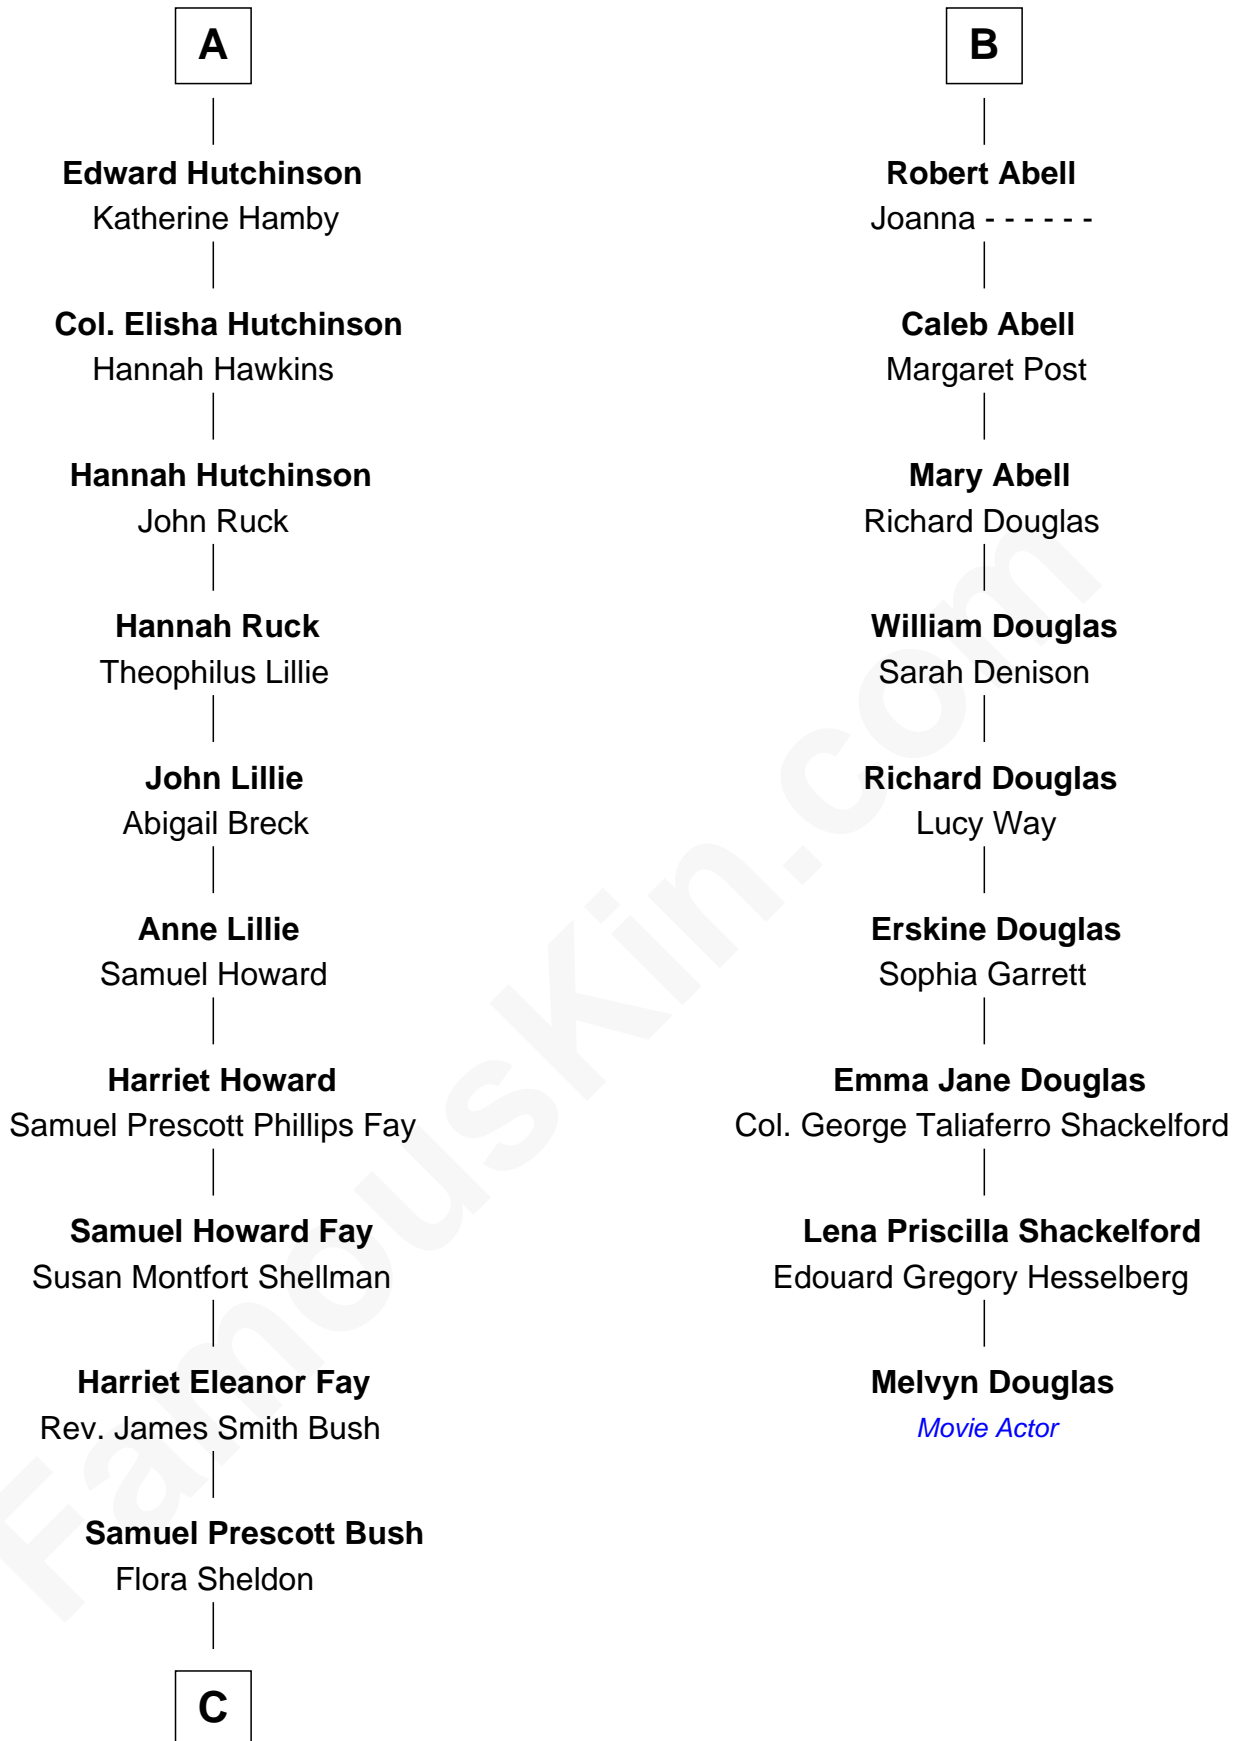 A
Edward Hutchinson
Katherine Hamby
Col. Elisha Hutchinson
Hannah Hawkins
Hannah Hutchinson
John Ruck
Hannah Ruck
Theophilus Lillie
John Lillie
Abigail Breck
Anne Lillie
Samuel Howard
Harriet Howard
Samuel Prescott Phillips Fay
Samuel Howard Fay
Susan Montfort Shellman
Harriet Eleanor Fay
Rev. James Smith Bush
Samuel Prescott Bush
Flora Sheldon
C
B
Robert Abell
Joanna - - - - - -
Caleb Abell
Margaret Post
Mary Abell
Richard Douglas
William Douglas
Sarah Denison
Richard Douglas
Lucy Way
Erskine Douglas
Sophia Garrett
Emma Jane Douglas
Col. George Taliaferro Shackelford
Lena Priscilla Shackelford
Edouard Gregory Hesselberg
Melvyn Douglas
Movie Actor
FamousKin.com